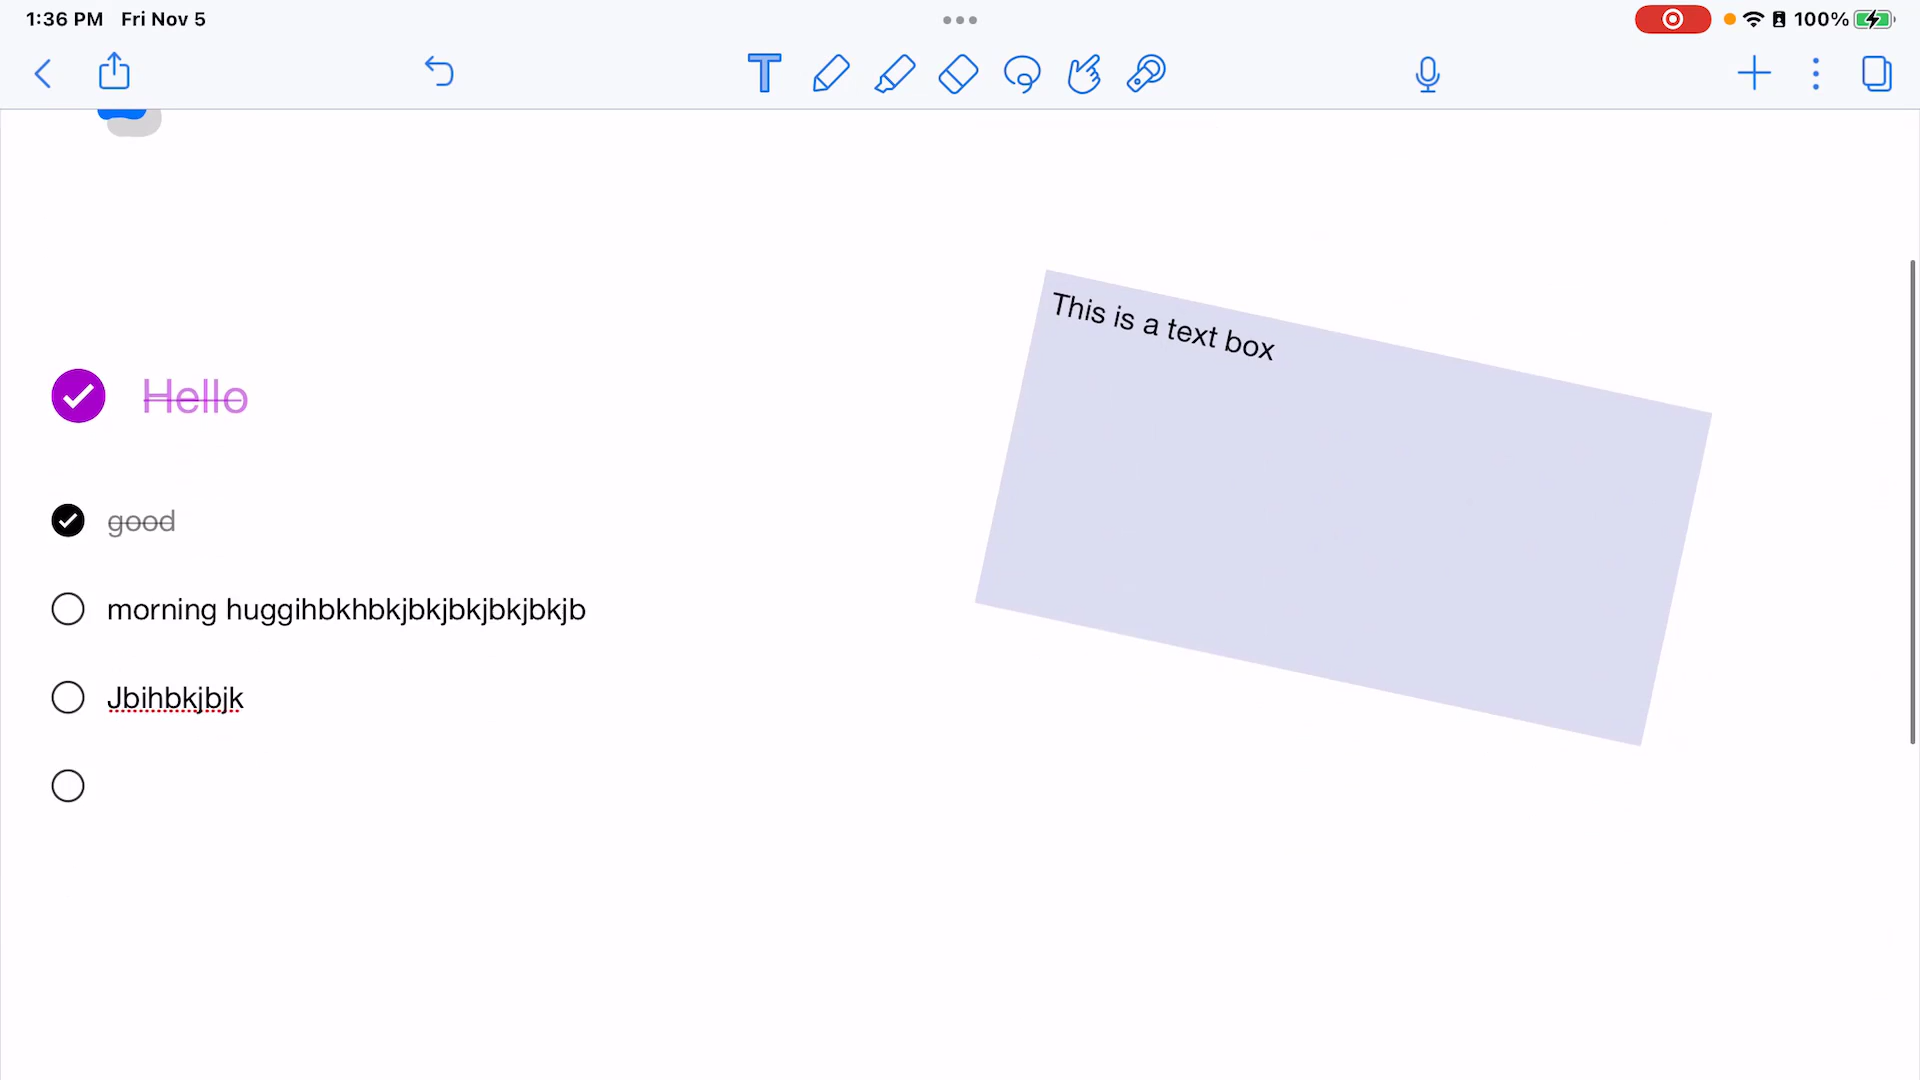 1:36 PM Fri Nov 5
100%
Hello
good
morning huggihbkhbkjbkjbkjbkjbkjb
Jbihbkjbjk
This is a text box